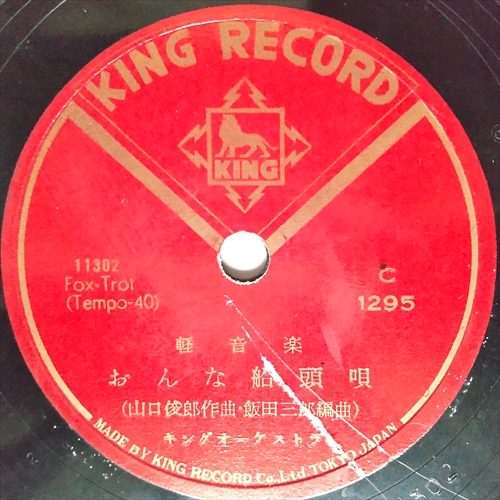 KING RECORD
KING
11302
Fox-Trot
(Tempo-40)
C
1295
軽音楽
おんな船頭唄
(山口俊郎作曲・飯田三郎編曲)
キングオーケストラ
MADE BY KING RECORD Co., Ltd. TOKYO JAPAN
302